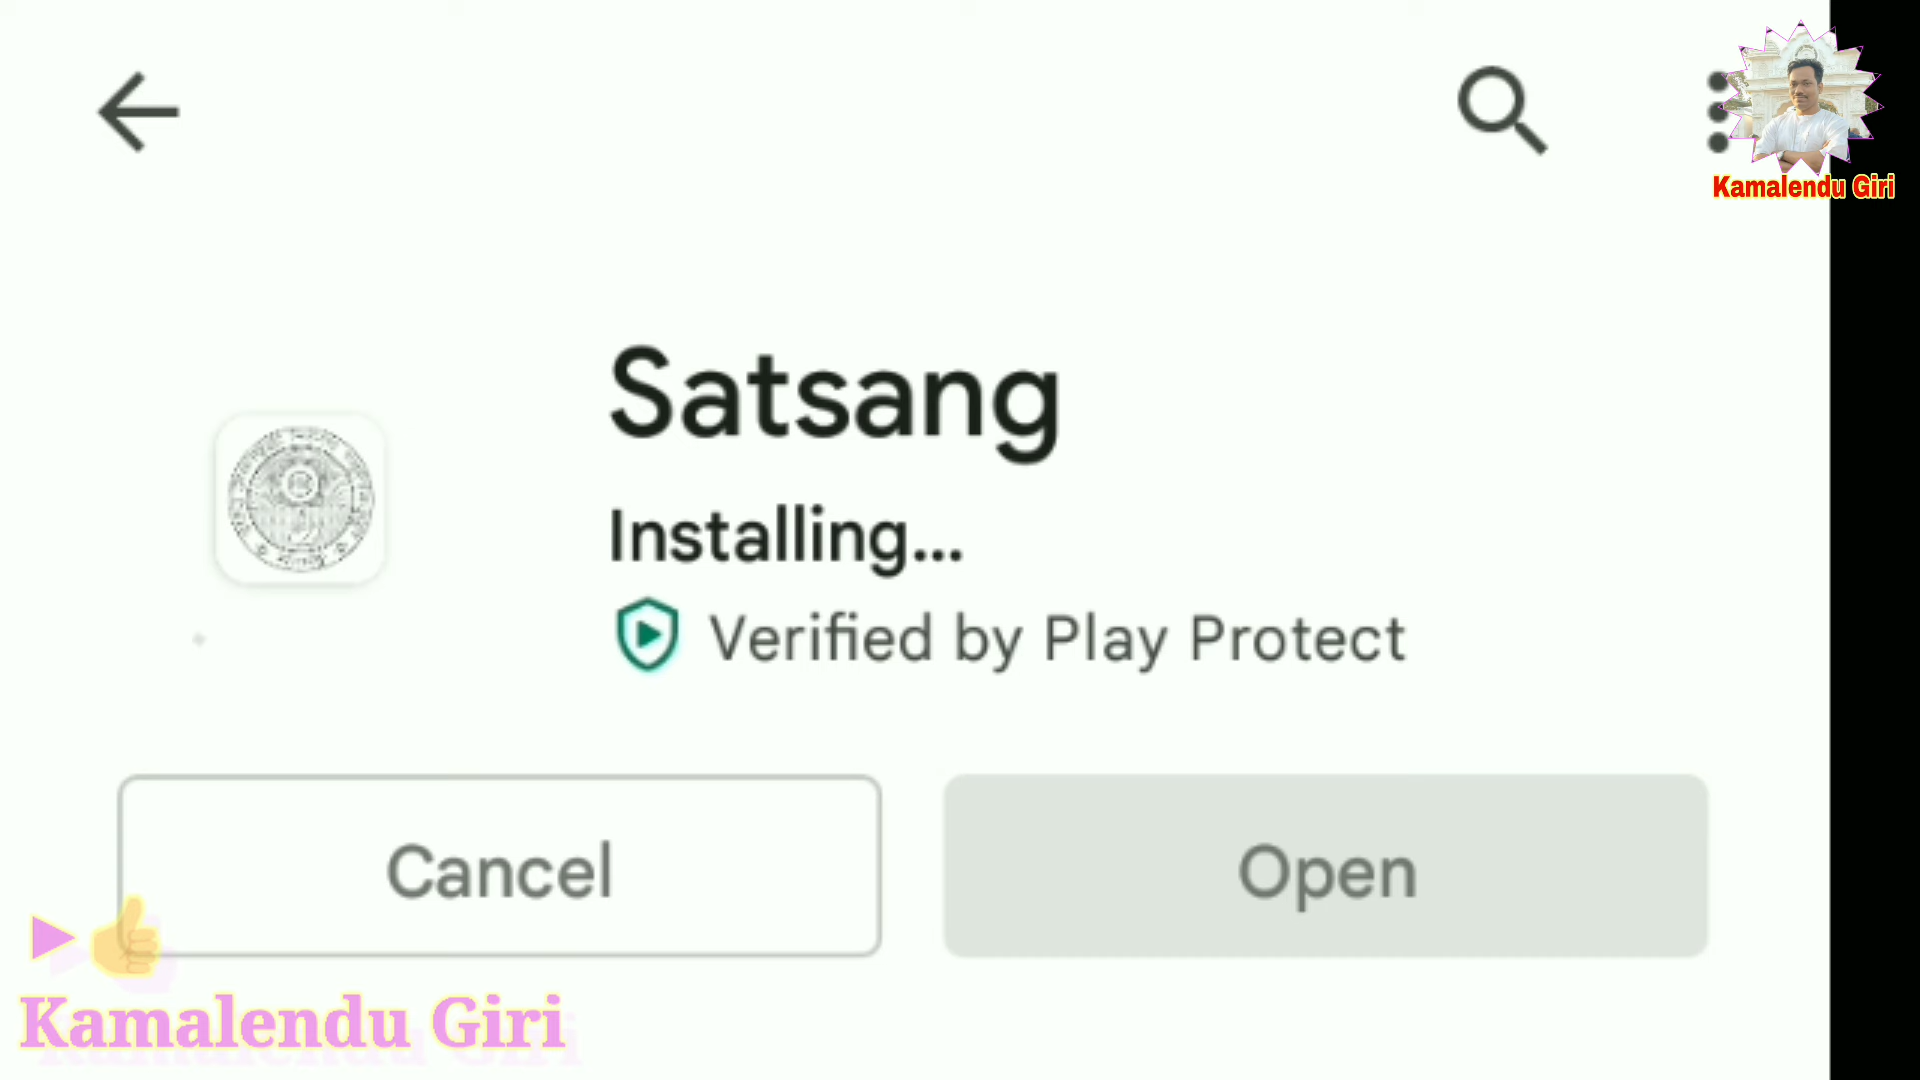 Kamalendu Giri
Satsang
Installing...
Verified by Play Protect
Cancel
Open
Kamalendu Giri